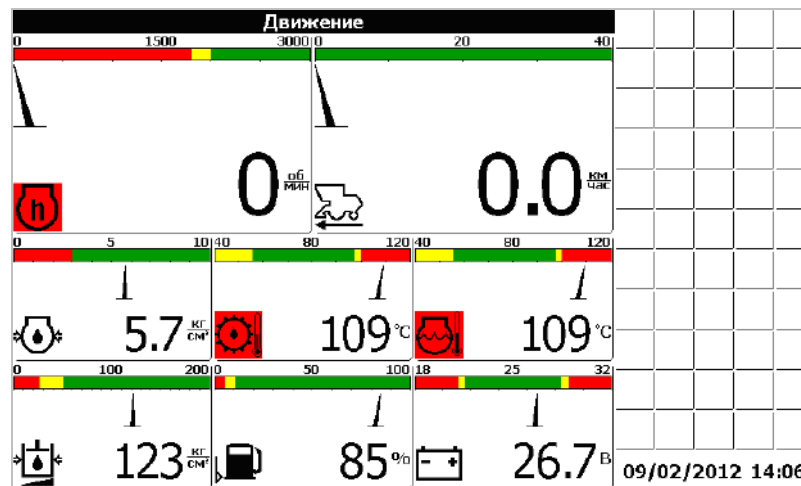 Движение
0 1500 3000 0 20 40
0 об/мин 0.0 км/час
h
0 5 10 40 80 120 40 80 120
5.7 кг/см² 109 °C 109 °C
0 100 200 0 50 100 18 25 32
123 кг/см² 85 % 26.7 В
09/02/2012 14:06